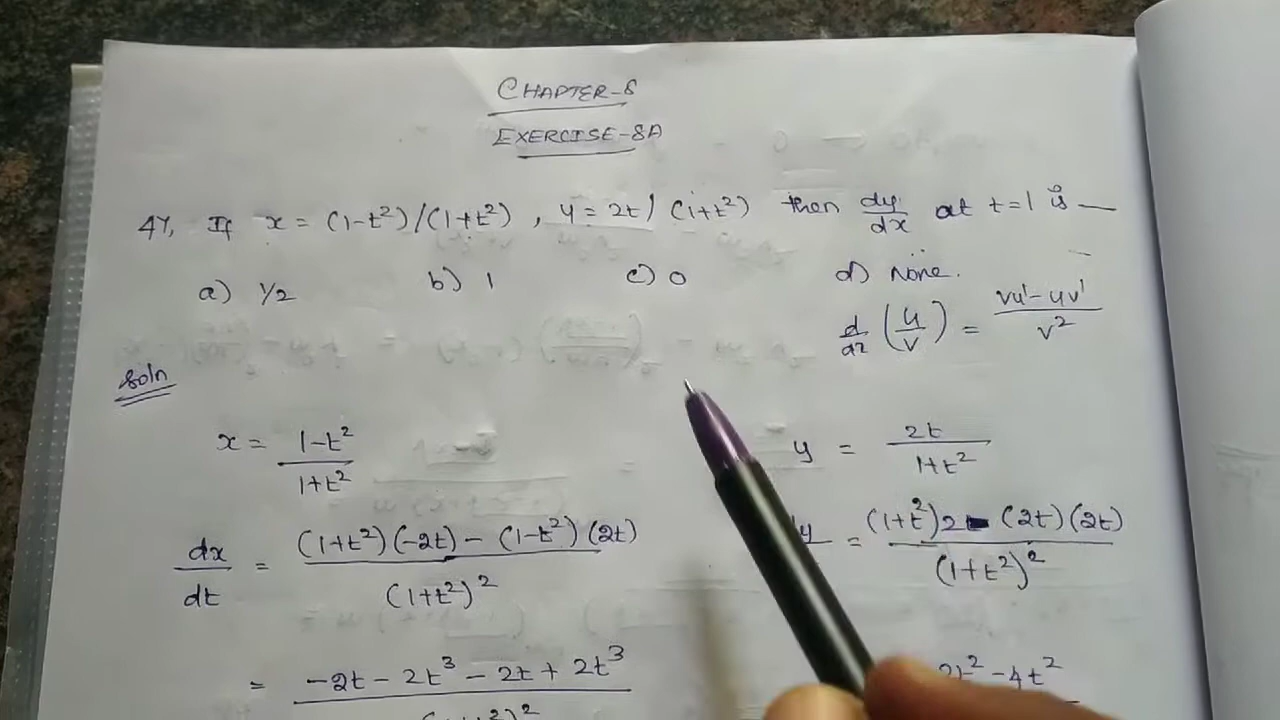 CHAPTER-8
EXERCISE-8A
47, If x = (1-t²)/(1+t²) , y = 2t/(1+t²) then dy/dx at t=1 is —
a) 1/2 b) 1 c) 0 d) none.
d/dx (u/v) = (vu' - uv')/v²
Soln
x = (1-t²)/(1+t²) y = 2t/(1+t²)
dx/dt = ((1+t²)(-2t) - (1-t²)(2t))/(1+t²)² = ((1+t²)2 - (2t)(2t))/(1+t²)²
= (-2t - 2t³ - 2t + 2t³) 2t² - 4t²